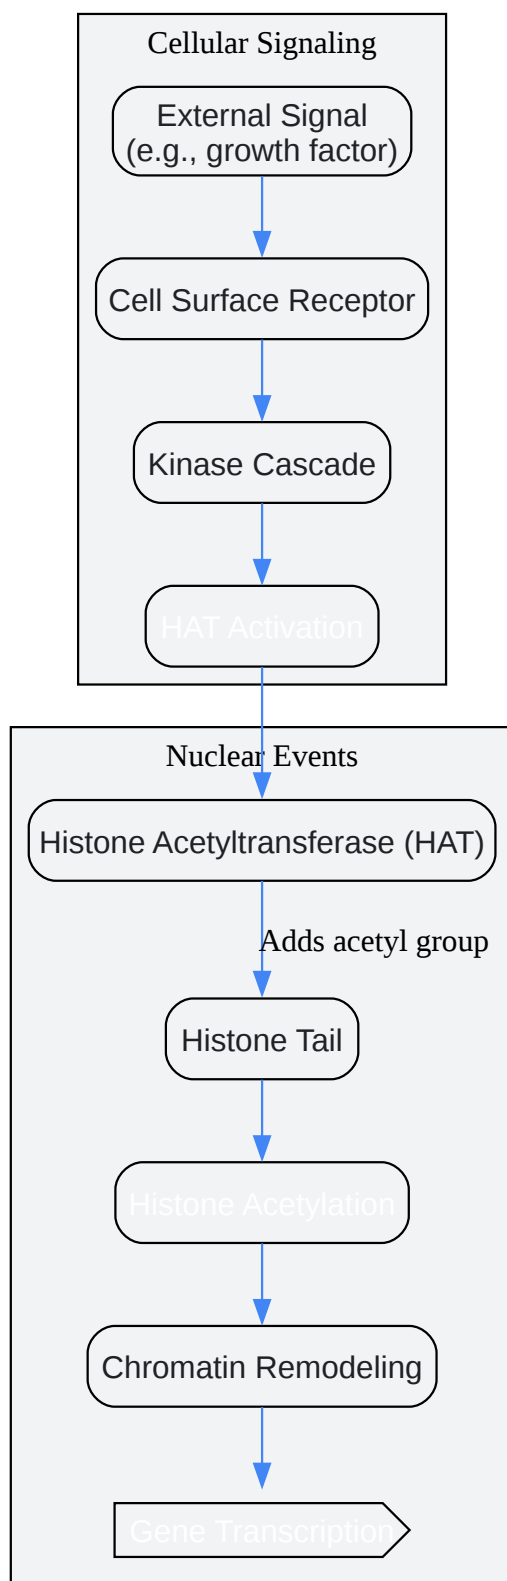 Cellular Signaling
External Signal
(e.g., growth factor)
Cell Surface Receptor
Kinase Cascade
HAT Activation
Nuclear Events
Histone Acetyltransferase (HAT)
Adds acetyl group
Histone Tail
Histone Acetylation
Chromatin Remodeling
Gene Transcription